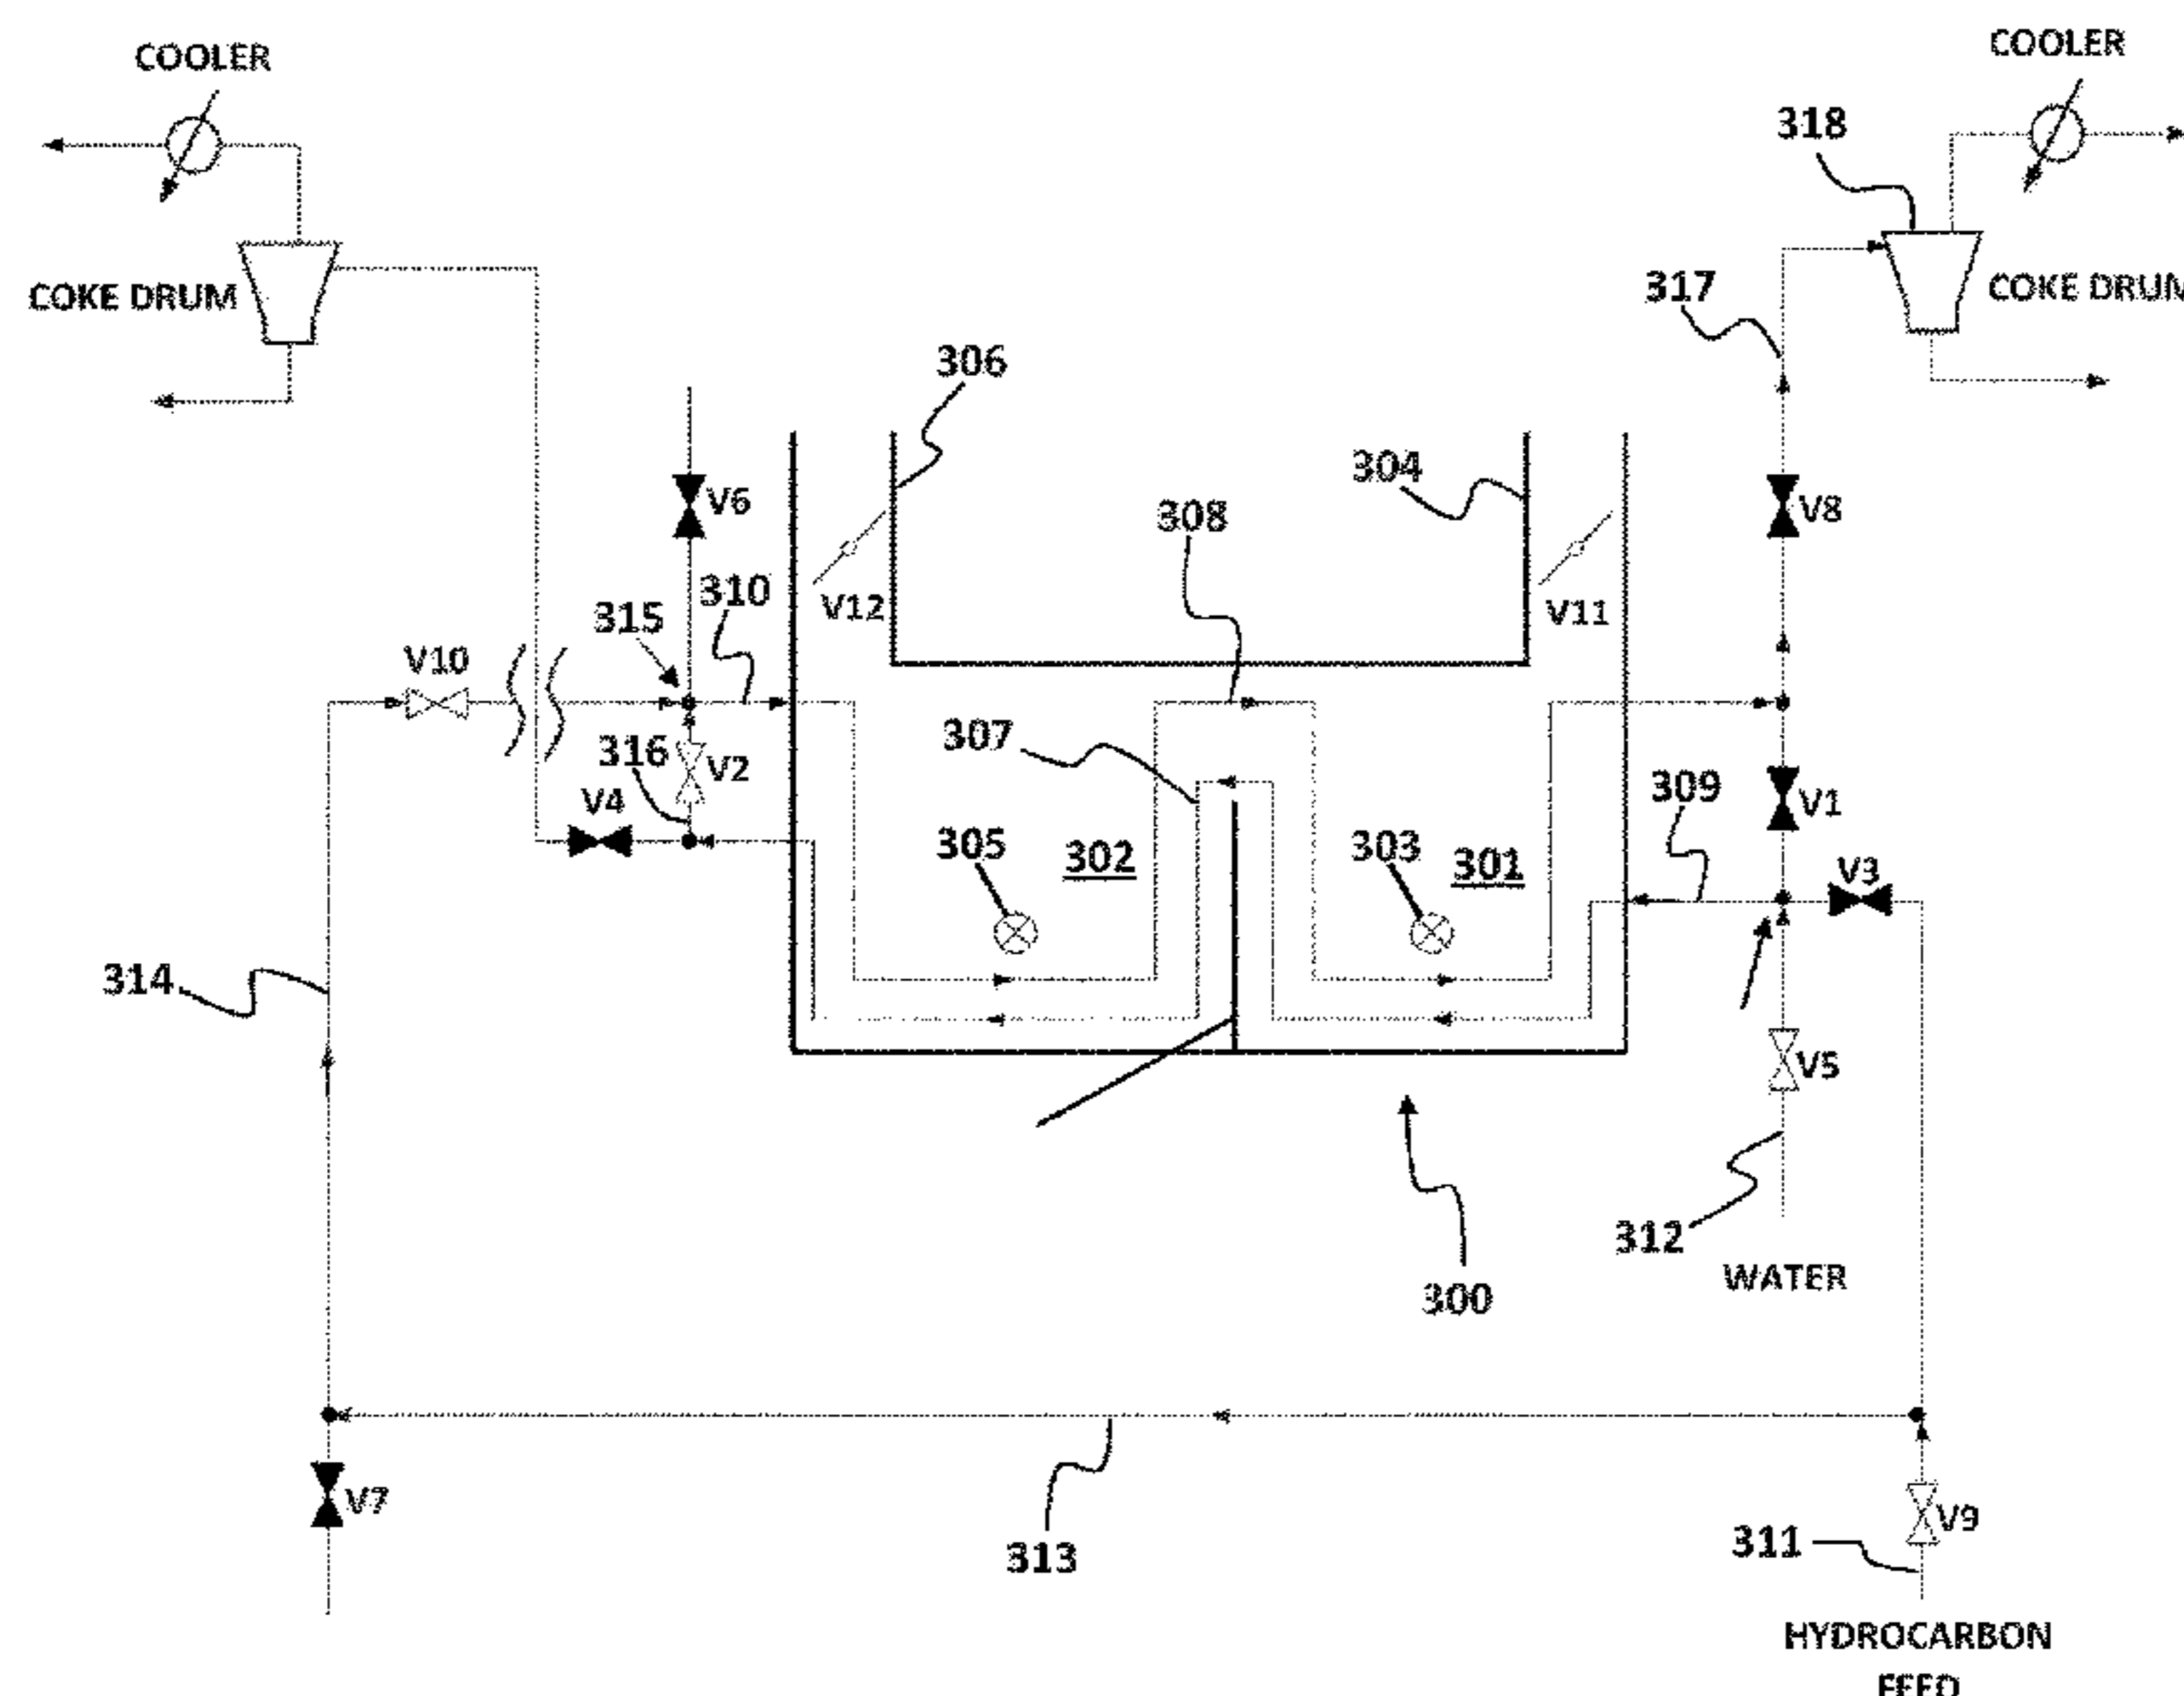 COOLER
COOLER
318
COKE DRUM
317
COKE DRUM
306
304
V6
308
V8
310
315
V12
V11
V10
307
316
V2
309
V4
V1
305
302
303
301
V3
314
V5
312
WATER
300
V7
V9
311
313
HYDROCARBON
FEED